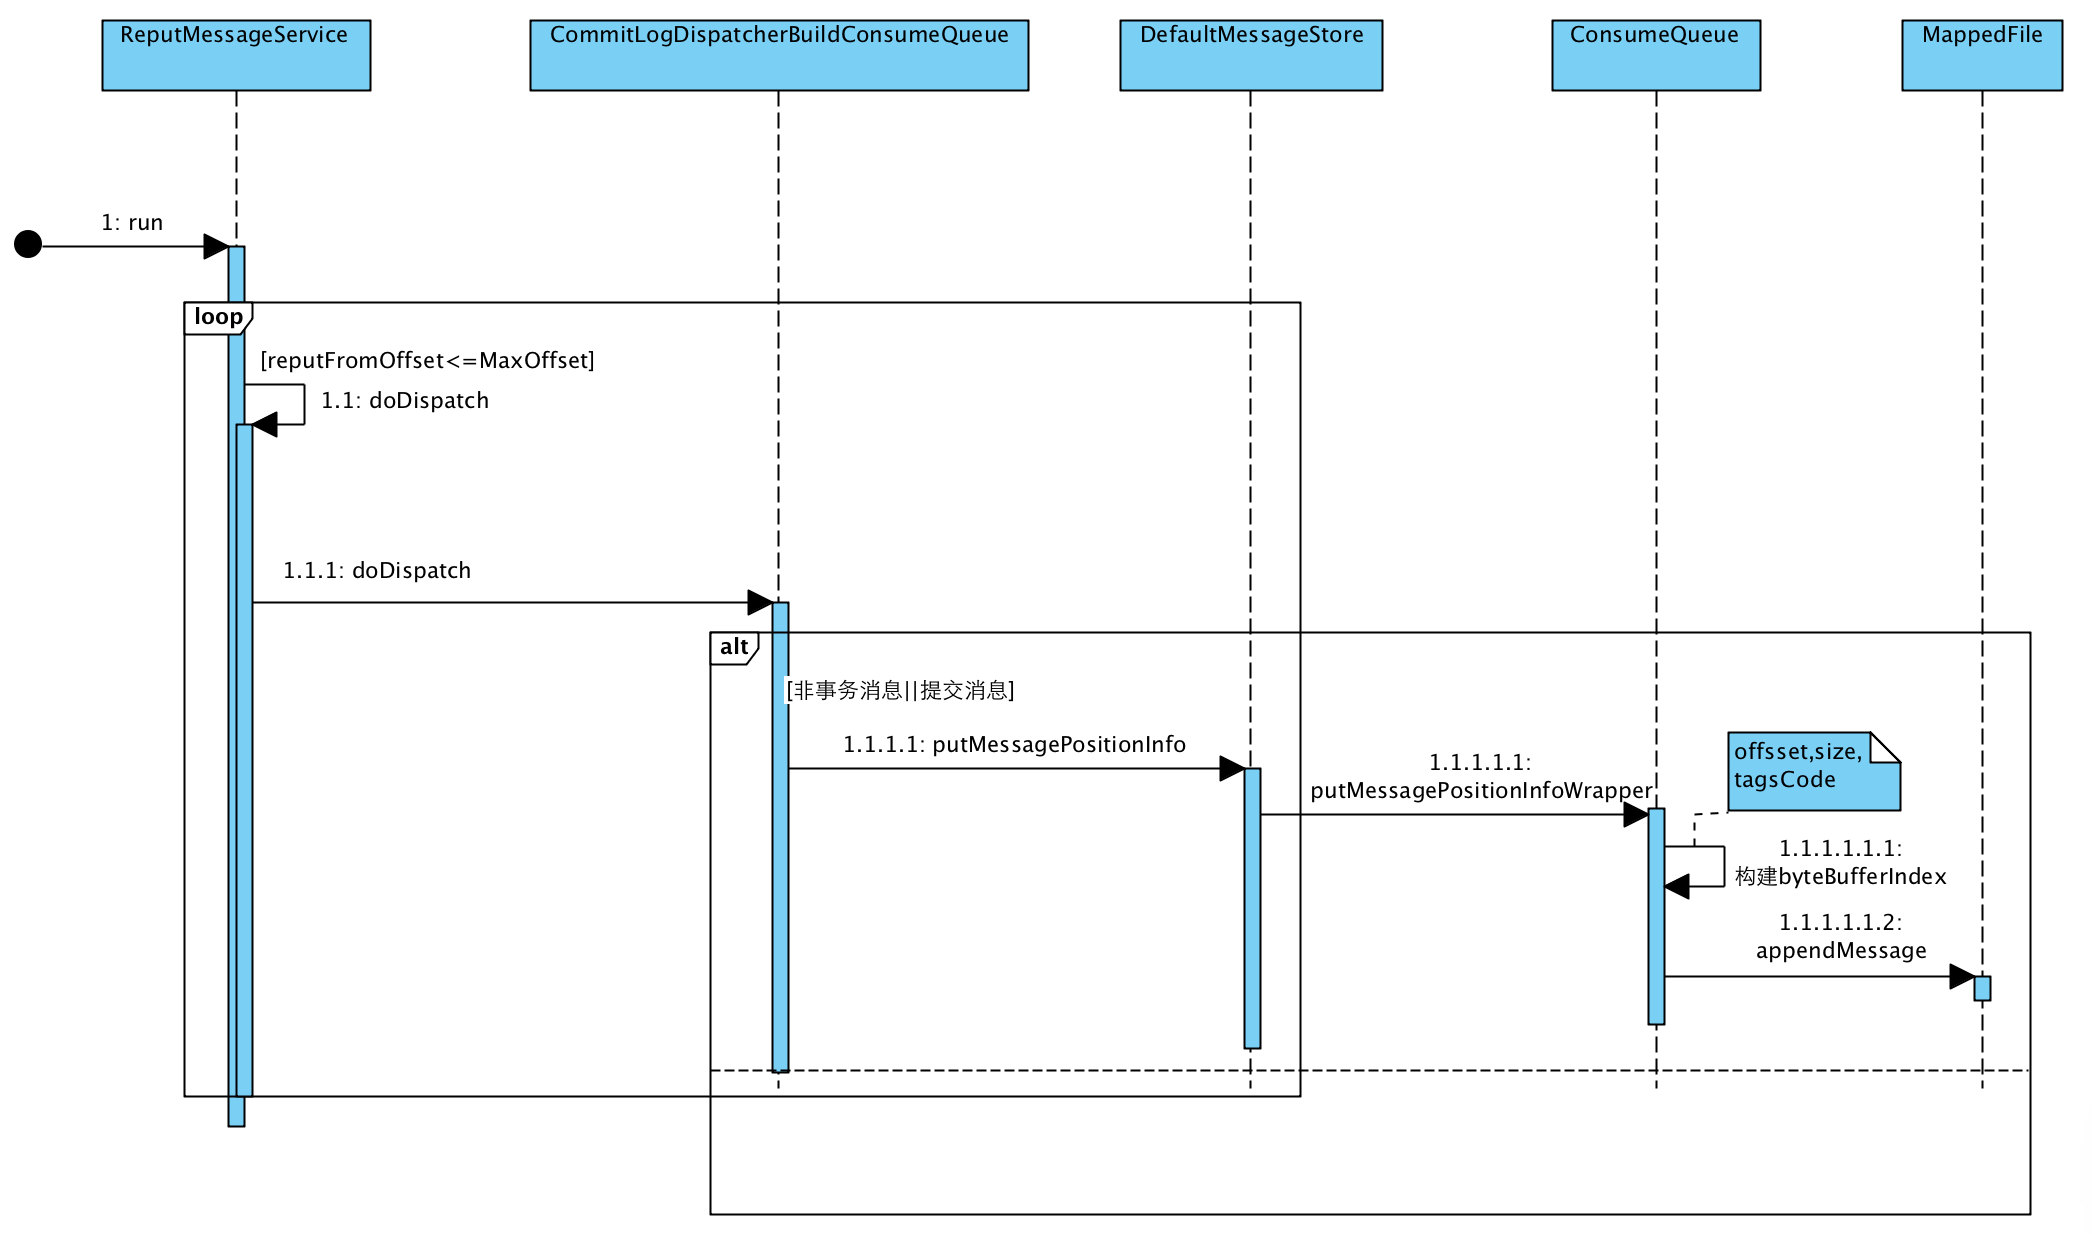 ReputMessageService
CommitLogDispatcherBuildConsumeQueue
DefaultMessageStore
ConsumeQueue
MappedFile
1: run
loop
[reputFromOffset<=MaxOffset]
1.1: doDispatch
1.1.1: doDispatch
alt
[非事务消息||提交消息]
1.1.1.1: putMessagePositionInfo
1.1.1.1.1:
putMessagePositionInfoWrapper
offsset,size,
tagsCode
1.1.1.1.1.1:
构建byteBufferIndex
1.1.1.1.1.2:
appendMessage